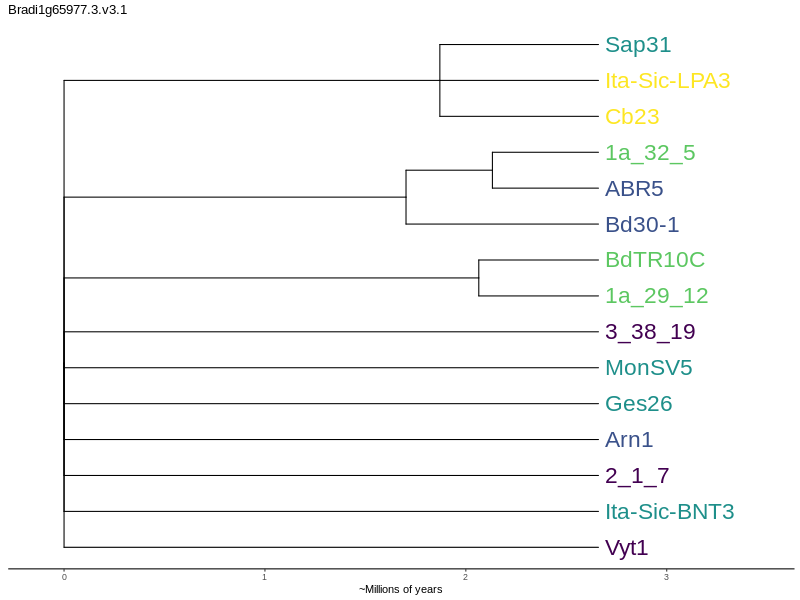 Bradi1g65977.3.v3.1
Sap31
Ita-Sic-LPA3
Cb23
1a_32_5
ABR5
Bd30-1
BdTR10C
1a_29_12
3_38_19
MonSV5
Ges26
Arn1
2_1_7
Ita-Sic-BNT3
Vyt1
0 1 2 3
~Millions of years